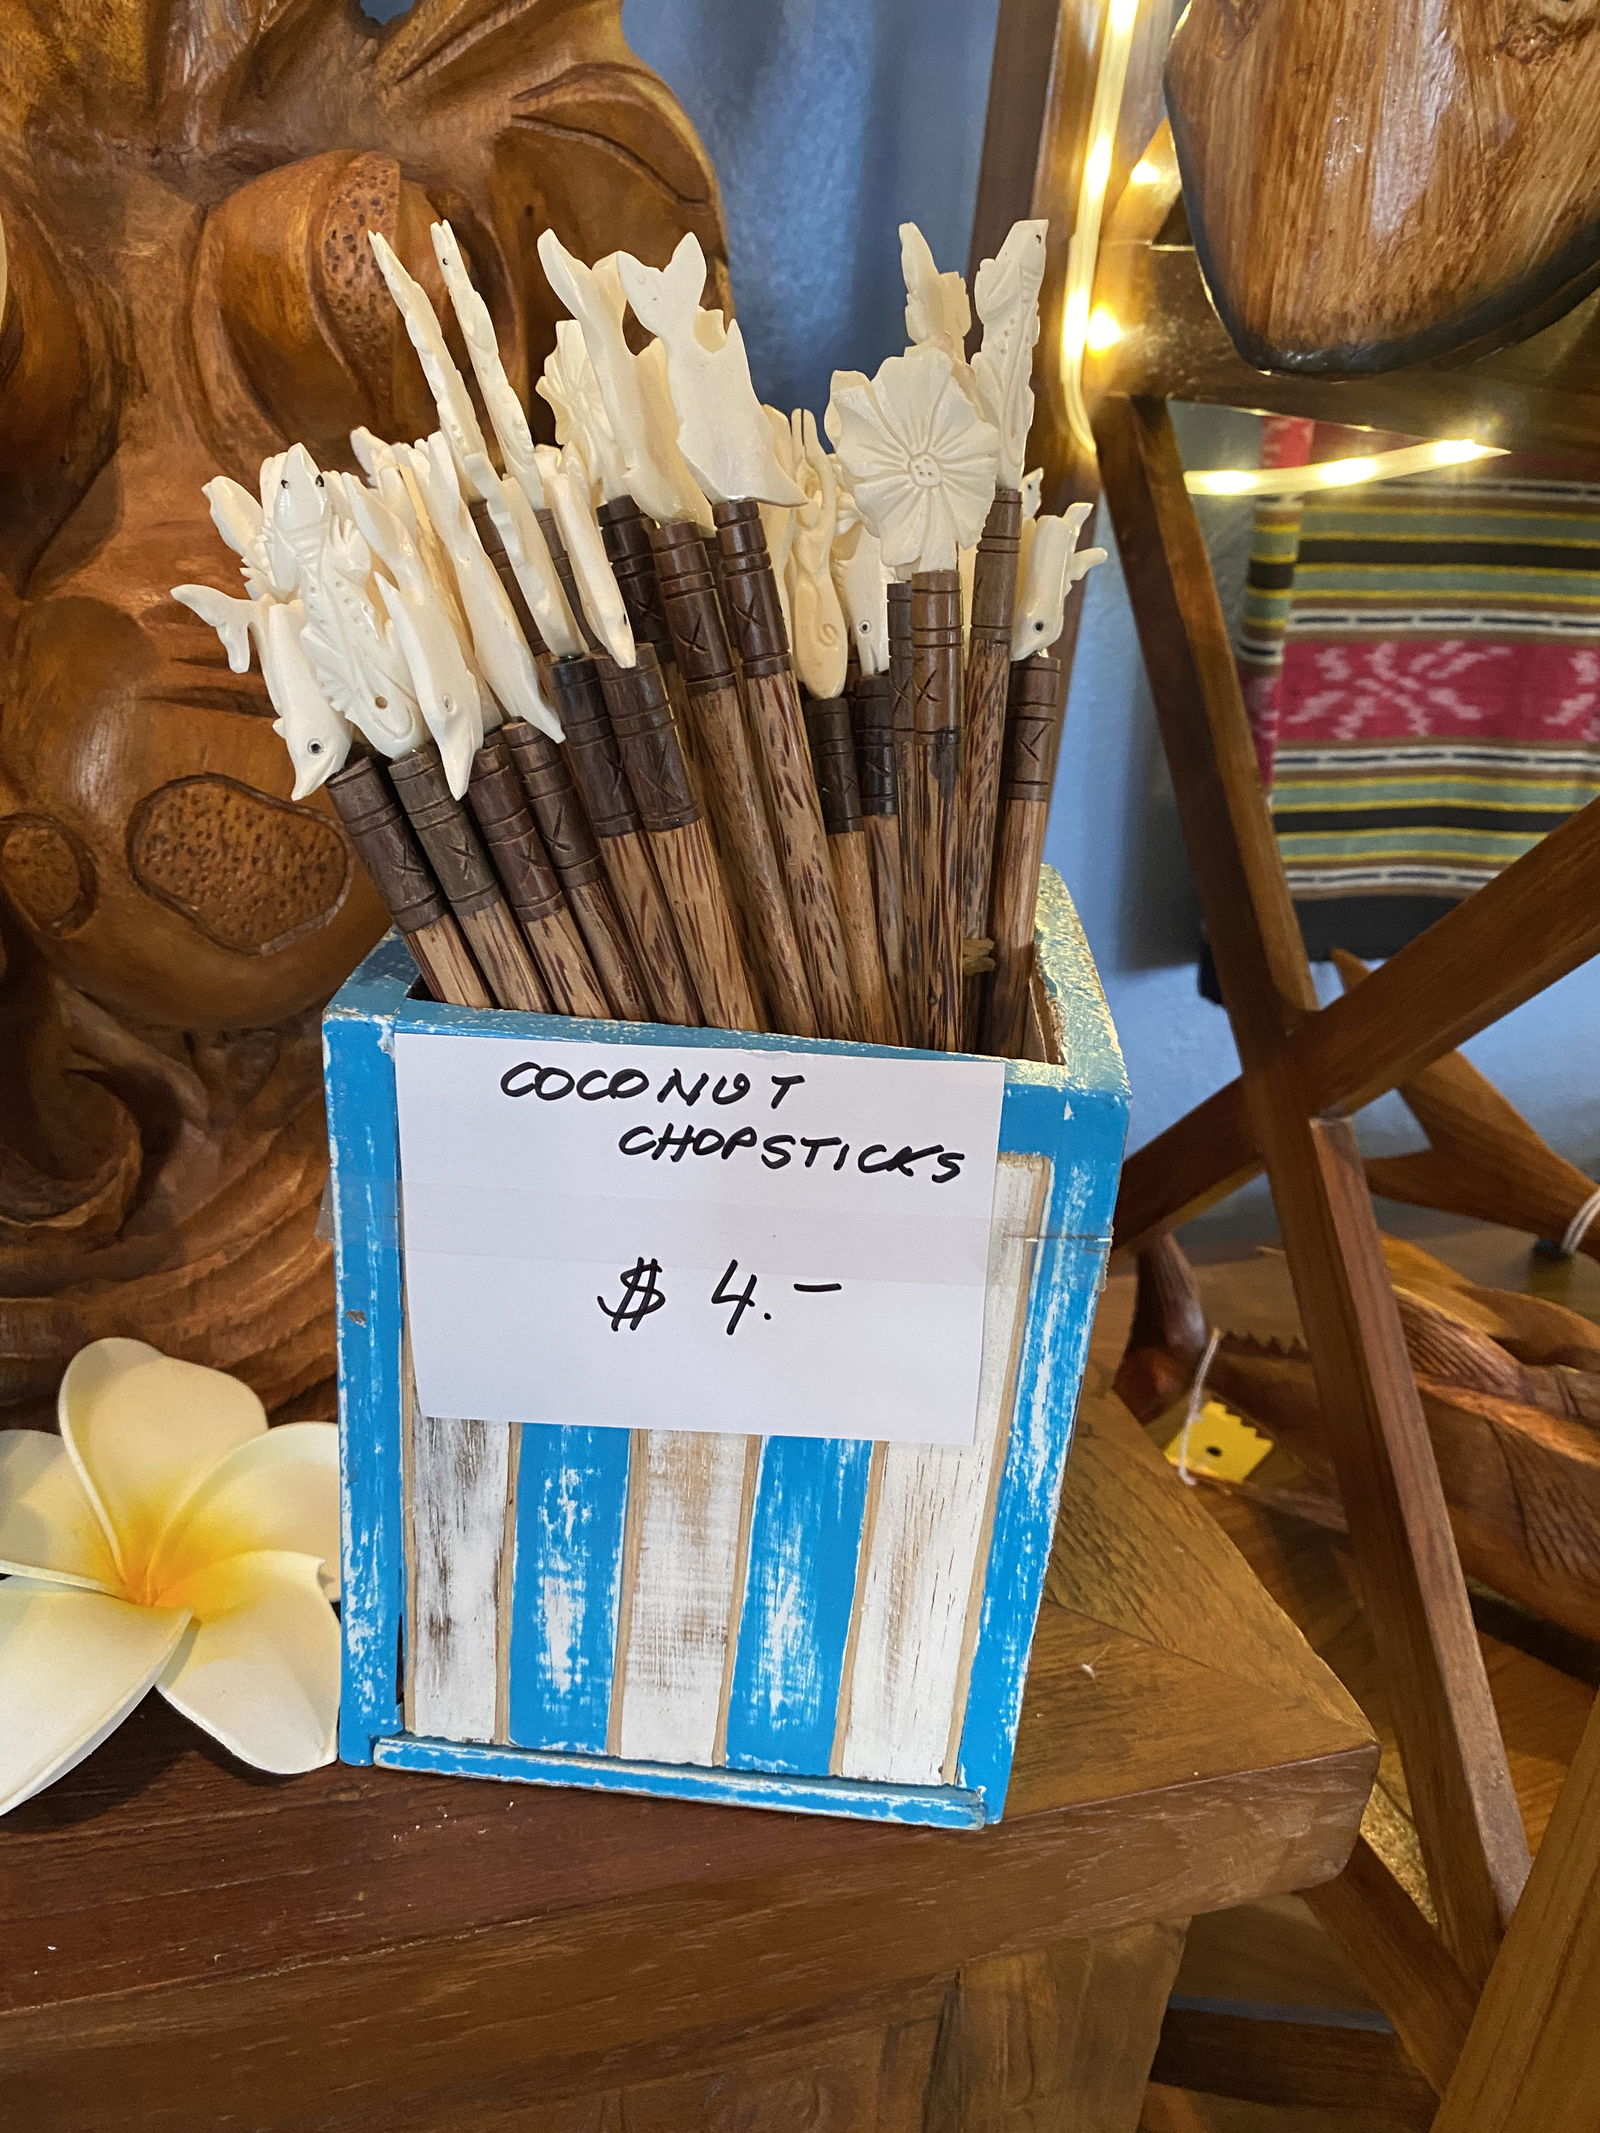 COCONUT
CHOPSTICKS
$ 4.-